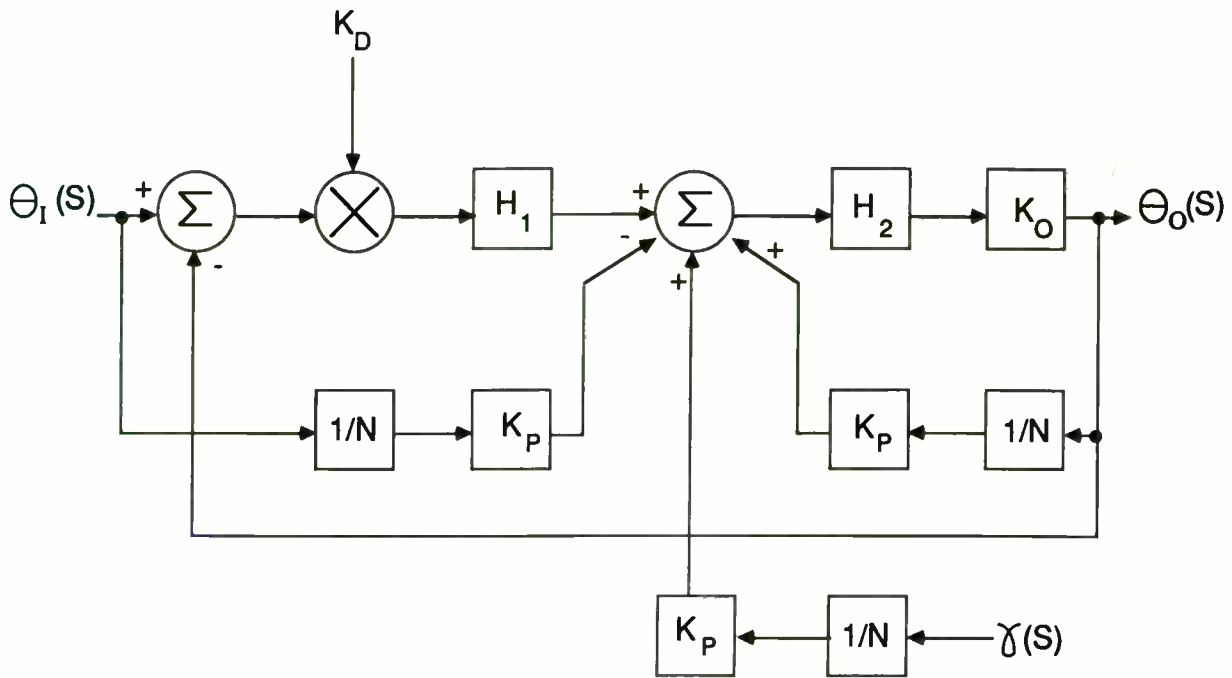 K_D
Θ_I(S) + Σ H_1 + Σ H_2 K_O Θ_O(S)
-
-
+
+
1/N K_P K_P 1/N
K_P 1/N γ(S)